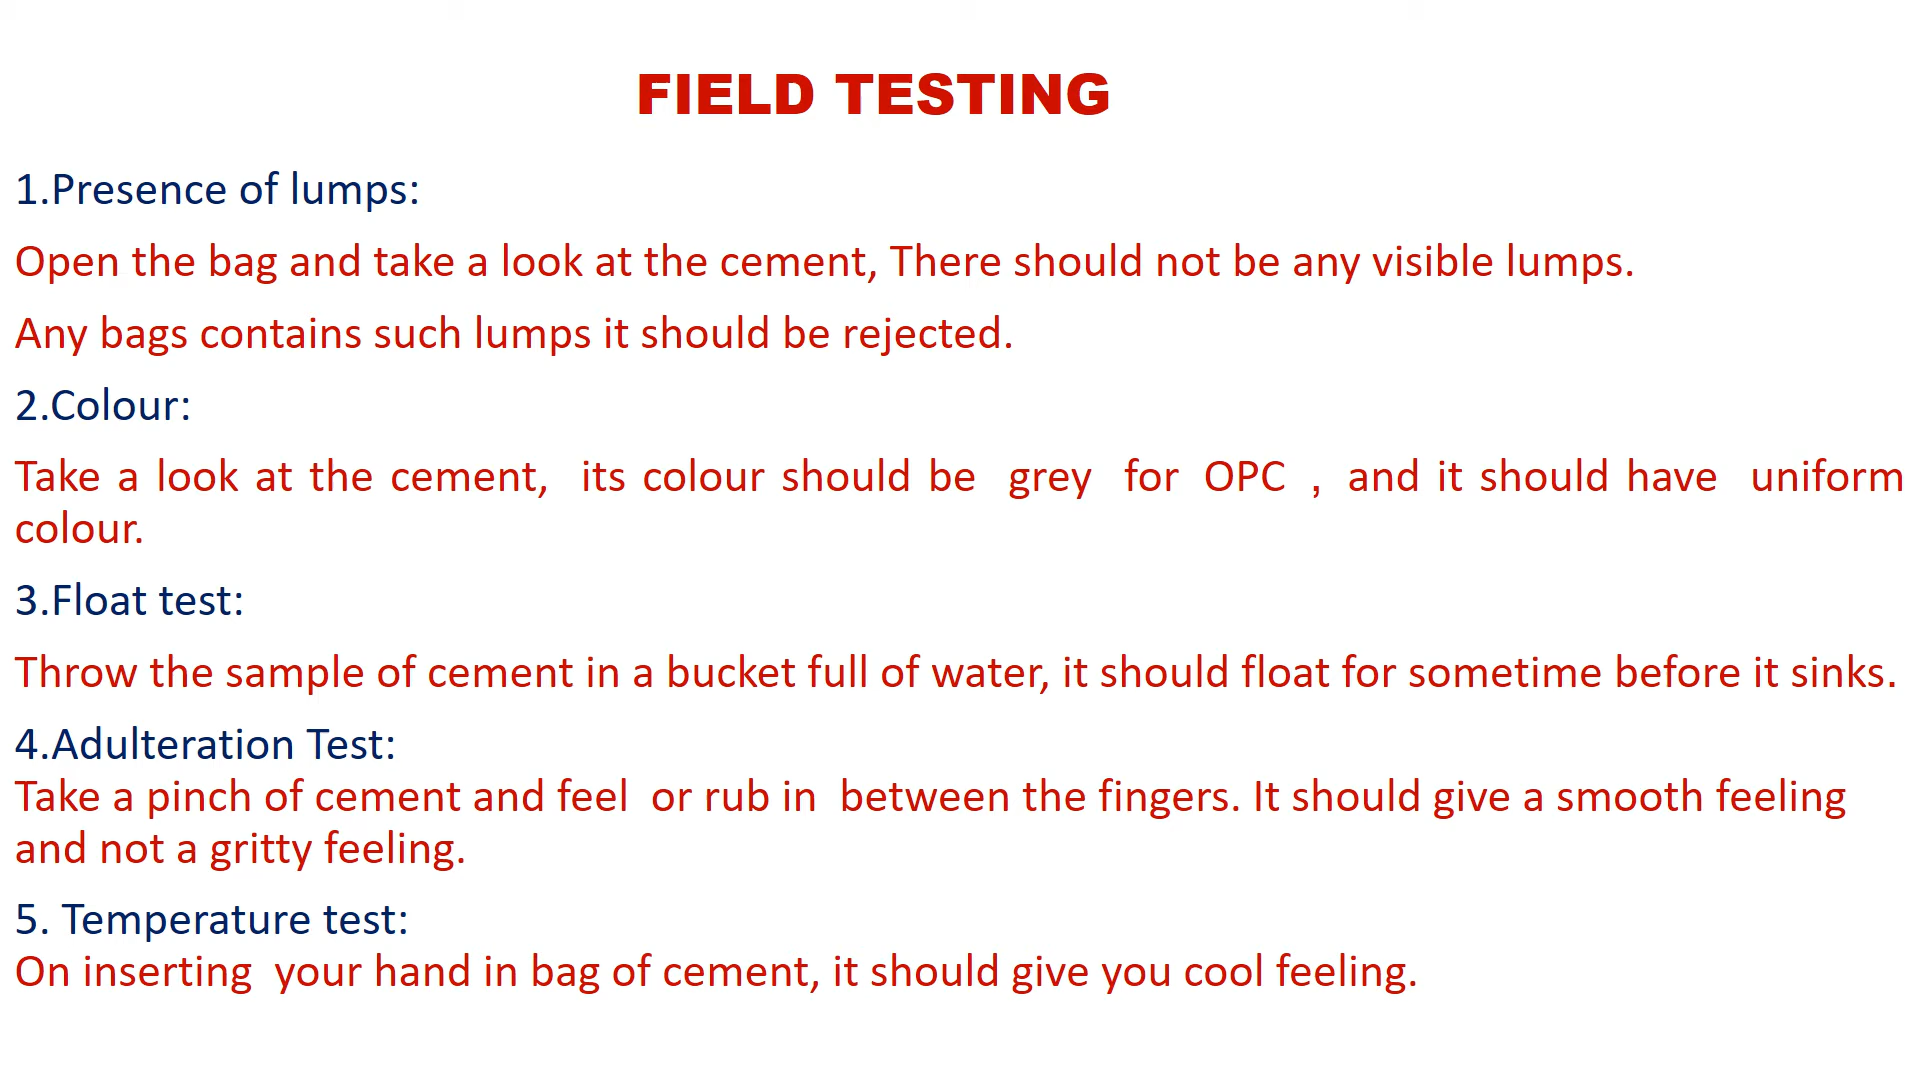 FIELD TESTING
1.Presence of lumps:
Open the bag and take a look at the cement, There should not be any visible lumps.
Any bags contains such lumps it should be rejected.
2.Colour:
Take a look at the cement, its colour should be grey for OPC , and it should have uniform
colour.
3.Float test:
Throw the sample of cement in a bucket full of water, it should float for sometime before it sinks.
4.Adulteration Test:
Take a pinch of cement and feel or rub in between the fingers. It should give a smooth feeling
and not a gritty feeling.
5. Temperature test:
On inserting your hand in bag of cement, it should give you cool feeling.